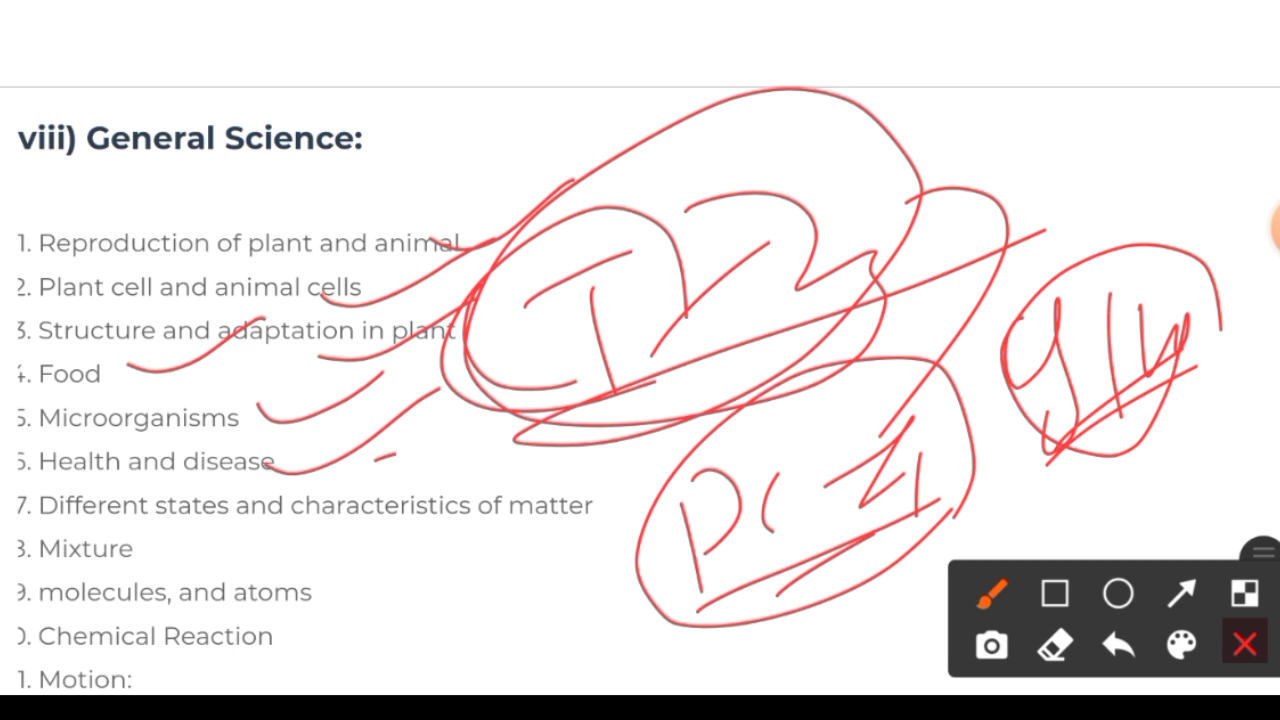 viii) General Science:
1. Reproduction of plant and animal
2. Plant cell and animal cells
3. Structure and adaptation in plant
4. Food
5. Microorganisms
6. Health and disease
7. Different states and characteristics of matter
8. Mixture
9. molecules, and atoms
0. Chemical Reaction
1. Motion: